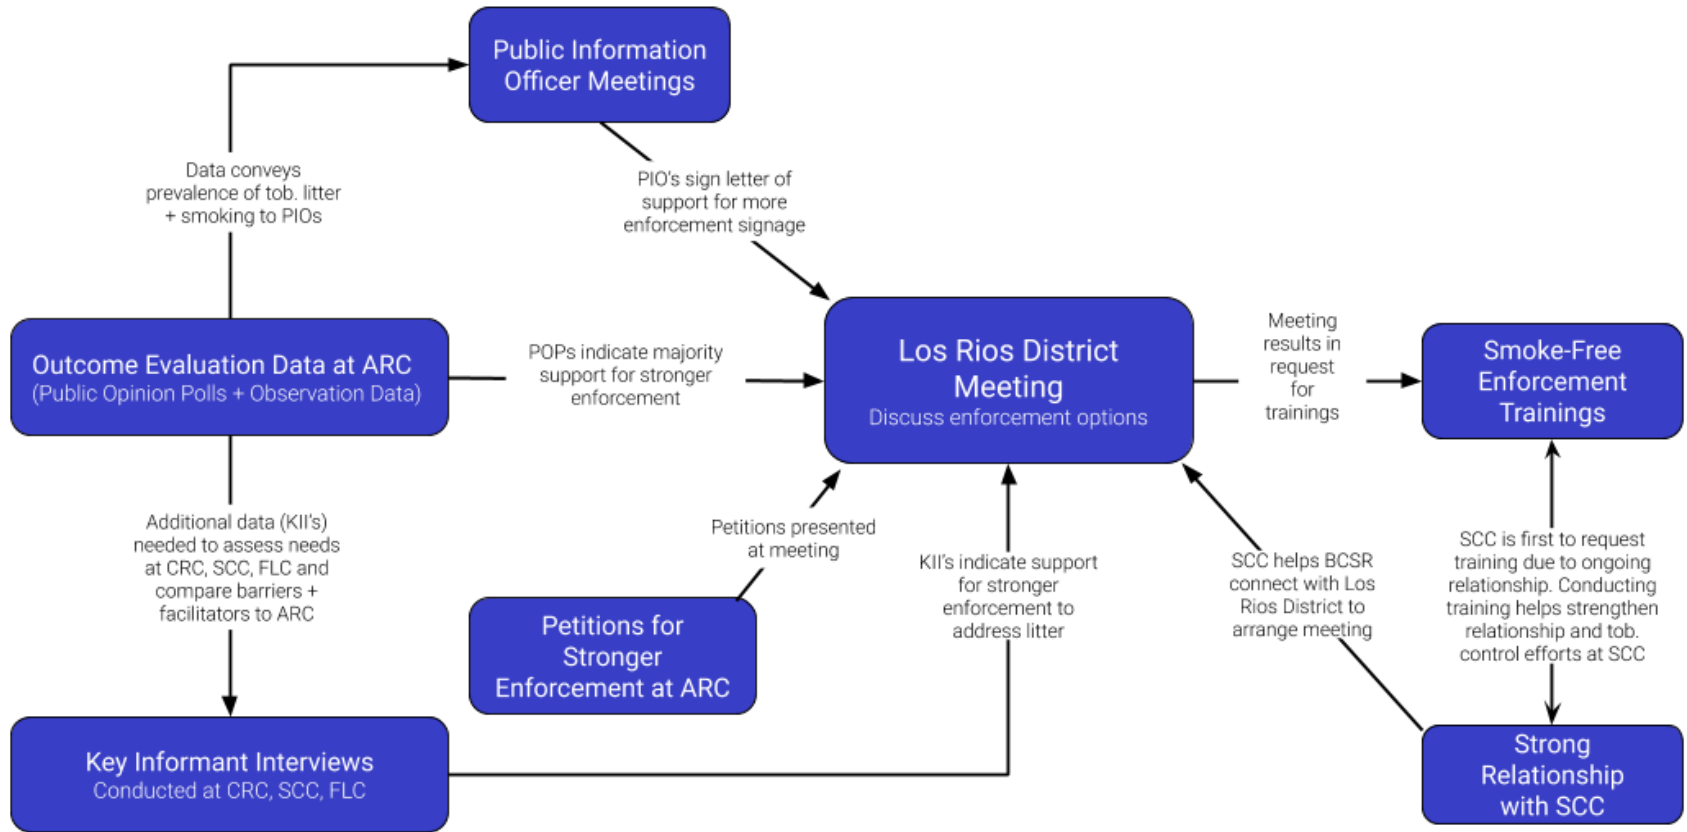 Public Information
Officer Meetings
Data conveys
prevalence of tob. litter
+ smoking to PIOs
PIO's sign letter of
support for more
enforcement signage
Outcome Evaluation Data at ARC
(Public Opinion Polls + Observation Data)
POPs indicate majority
support for stronger
enforcement
Los Rios District
Meeting
Discuss enforcement options
Meeting
results in
request
for
trainings
Smoke-Free
Enforcement
Trainings
Additional data (KII's)
needed to assess needs
at CRC, SCC, FLC and
compare barriers +
facilitators to ARC
Petitions presented
at meeting
KII's indicate support
for stronger
enforcement to
address litter
SCC helps BCSR
connect with Los
Rios District to
arrange meeting
SCC is first to request
training due to ongoing
relationship. Conducting
training helps strengthen
relationship and tob.
control efforts at SCC
Petitions for
Stronger
Enforcement at ARC
Key Informant Interviews
Conducted at CRC, SCC, FLC
Strong
Relationship
with SCC